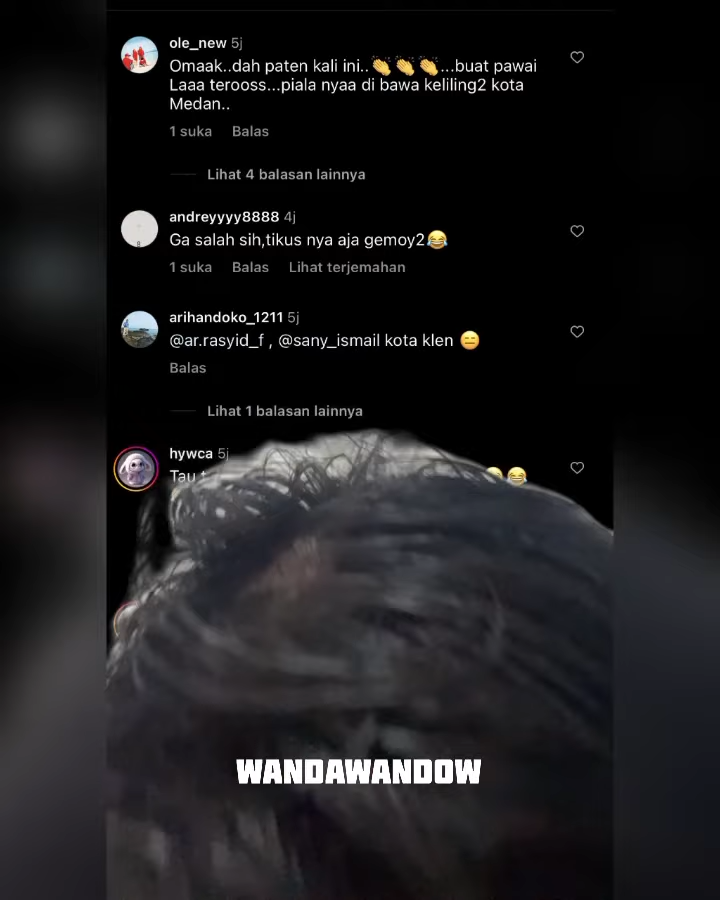 ole_new 5j
Omaak..dah paten kali ini..👏👏👏...buat pawai
Laaa terooss...piala nyaa di bawa keliling2 kota
Medan..
1 suka Balas
Lihat 4 balasan lainnya
andreyyyy8888 4j
Ga salah sih,tikus nya aja gemoy2😂
1 suka Balas Lihat terjemahan
arihandoko_1211 5j
@ar.rasyid_f , @sany_ismail kota klen 😑
Balas
Lihat 1 balasan lainnya
hywca 5j
Tau
WANDAWANDOW